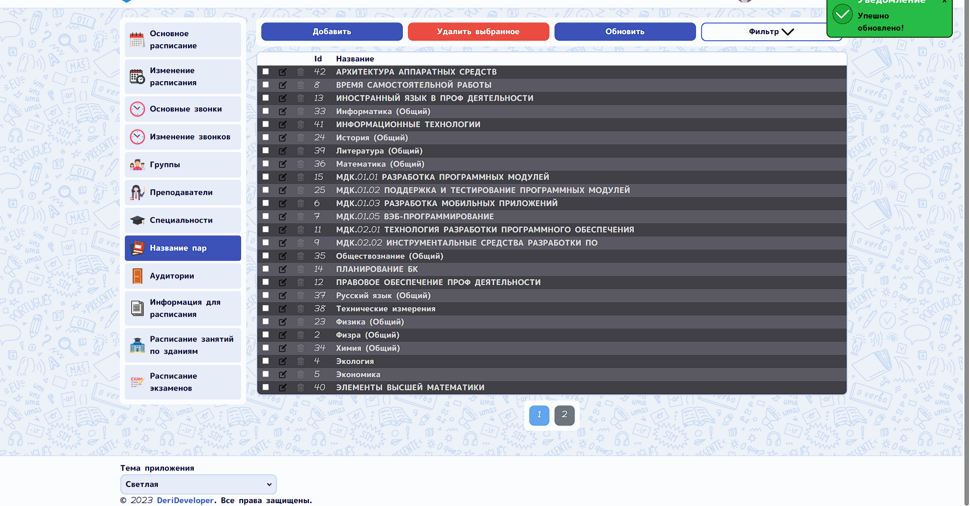 Уведомление
Успешно
обновлено!
Основное
расписание
Изменение
расписания
Основные звонки
Изменение звонков
Группы
Преподаватели
Специальности
Название пар
Аудитории
Информация для
расписания
Расписание занятий
по зданиям
Расписание
экзаменов
Добавить
Удалить выбранное
Обновить
Фильтр
Id Название
42 АРХИТЕКТУРА АППАРАТНЫХ СРЕДСТВ
8 ВРЕМЯ САМОСТОЯТЕЛЬНОЙ РАБОТЫ
13 ИНОСТРАННЫЙ ЯЗЫК В ПРОФ ДЕЯТЕЛЬНОСТИ
33 Информатика (Общий)
41 ИНФОРМАЦИОННЫЕ ТЕХНОЛОГИИ
24 История (Общий)
39 Литература (Общий)
36 Математика (Общий)
15 МДК.01.01 РАЗРАБОТКА ПРОГРАММНЫХ МОДУЛЕЙ
25 МДК.01.02 ПОДДЕРЖКА И ТЕСТИРОВАНИЕ ПРОГРАММНЫХ МОДУЛЕЙ
6 МДК.01.03 РАЗРАБОТКА МОБИЛЬНЫХ ПРИЛОЖЕНИЙ
7 МДК.01.05 ВЭБ-ПРОГРАММИРОВАНИЕ
11 МДК.02.01 ТЕХНОЛОГИЯ РАЗРАБОТКИ ПРОГРАММНОГО ОБЕСПЕЧЕНИЯ
9 МДК.02.02 ИНСТРУМЕНТАЛЬНЫЕ СРЕДСТВА РАЗРАБОТКИ ПО
35 Обществознание (Общий)
14 ПЛАНИРОВАНИЕ БК
12 ПРАВОВОЕ ОБЕСПЕЧЕНИЕ ПРОФ ДЕЯТЕЛЬНОСТИ
37 Русский язык (Общий)
38 Технические измерения
23 Физика (Общий)
2 Физра (Общий)
34 Химия (Общий)
4 Экология
5 Экономика
40 ЭЛЕМЕНТЫ ВЫСШЕЙ МАТЕМАТИКИ
1 2
Тема приложения
Светлая
© 2023 DeriDeveloper. Все права защищены.